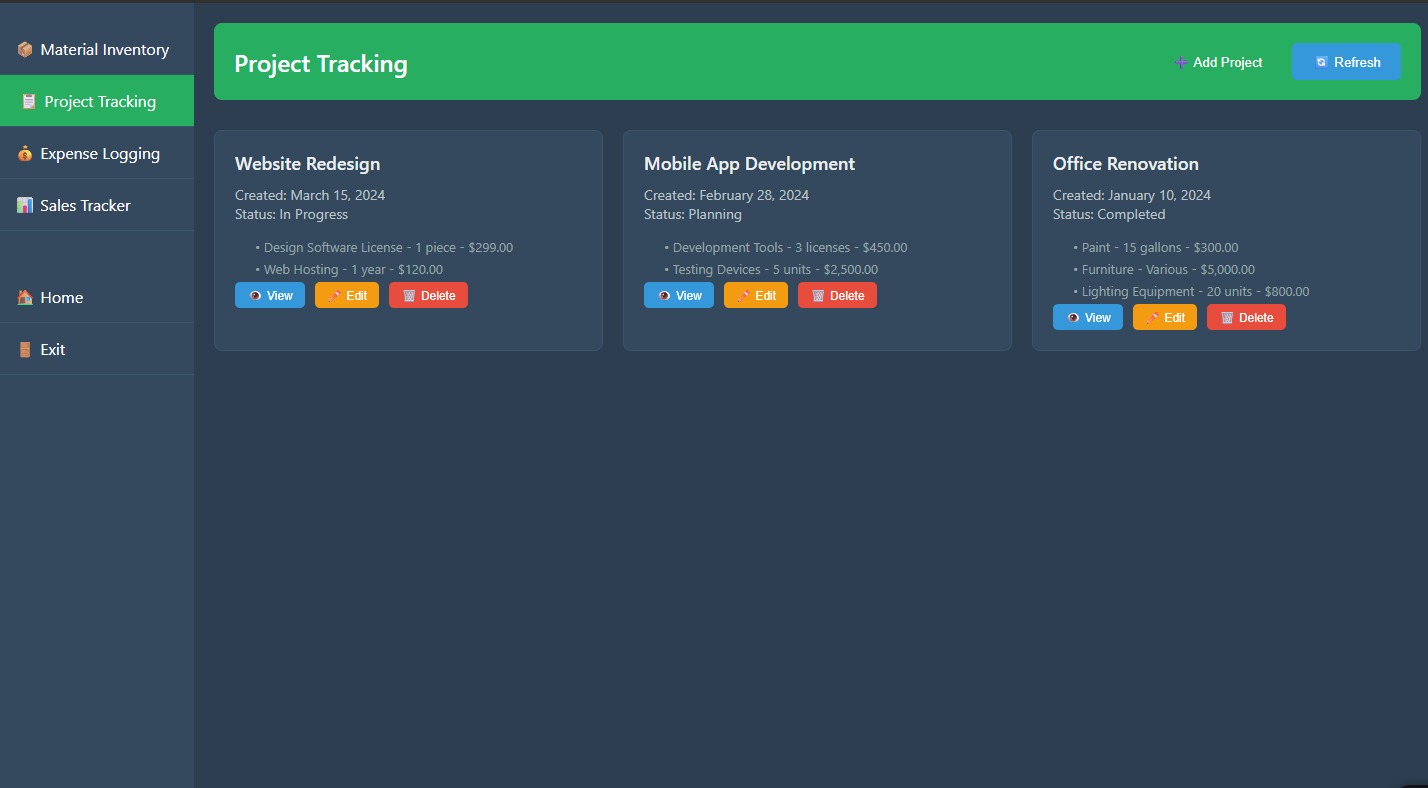 Material Inventory
Project Tracking
Expense Logging
Sales Tracker
Home
Exit
Project Tracking
Add Project
Refresh
Website Redesign
Created: March 15, 2024
Status: In Progress
• Design Software License - 1 piece - $299.00
• Web Hosting - 1 year - $120.00
View Edit Delete
Mobile App Development
Created: February 28, 2024
Status: Planning
• Development Tools - 3 licenses - $450.00
• Testing Devices - 5 units - $2,500.00
View Edit Delete
Office Renovation
Created: January 10, 2024
Status: Completed
• Paint - 15 gallons - $300.00
• Furniture - Various - $5,000.00
• Lighting Equipment - 20 units - $800.00
View Edit Delete